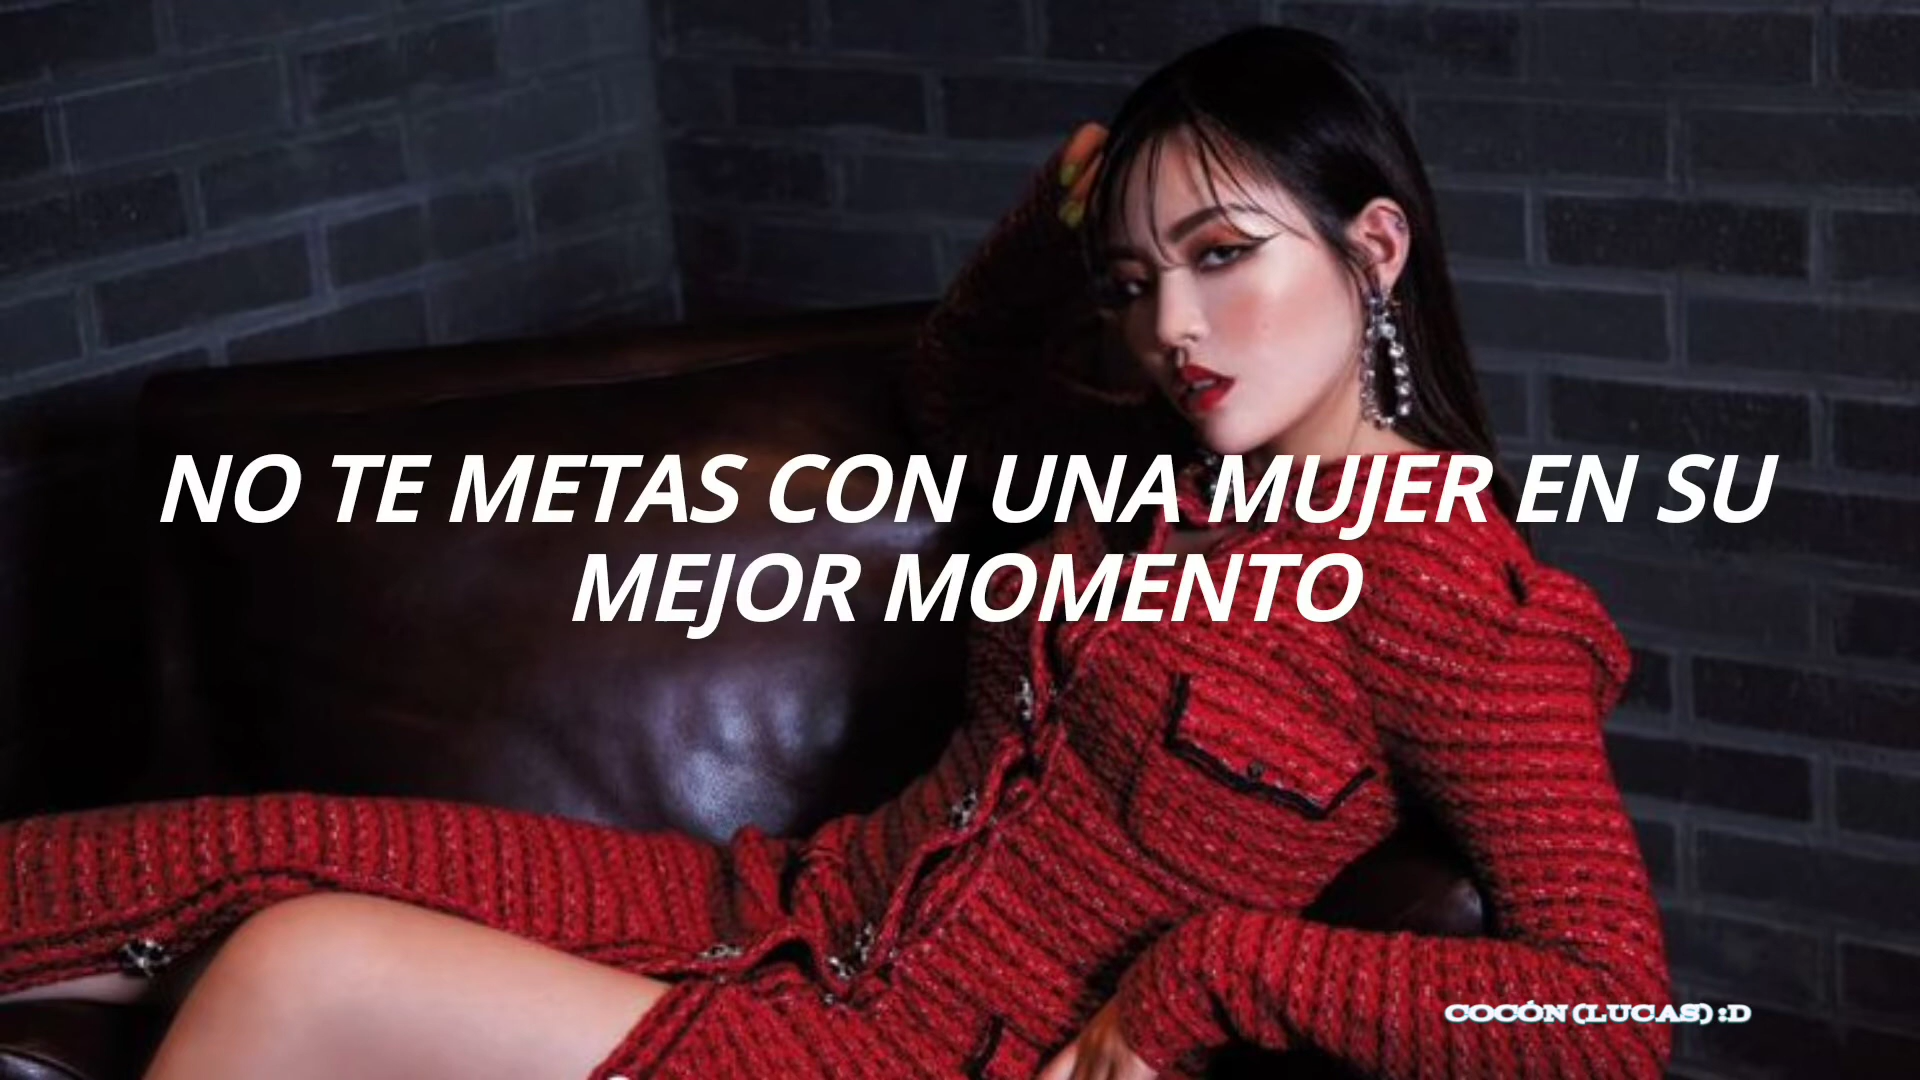 NO TE METAS CON UNA MUJER EN SU
MEJOR MOMENTO
COCÓN (LUCAS) :D